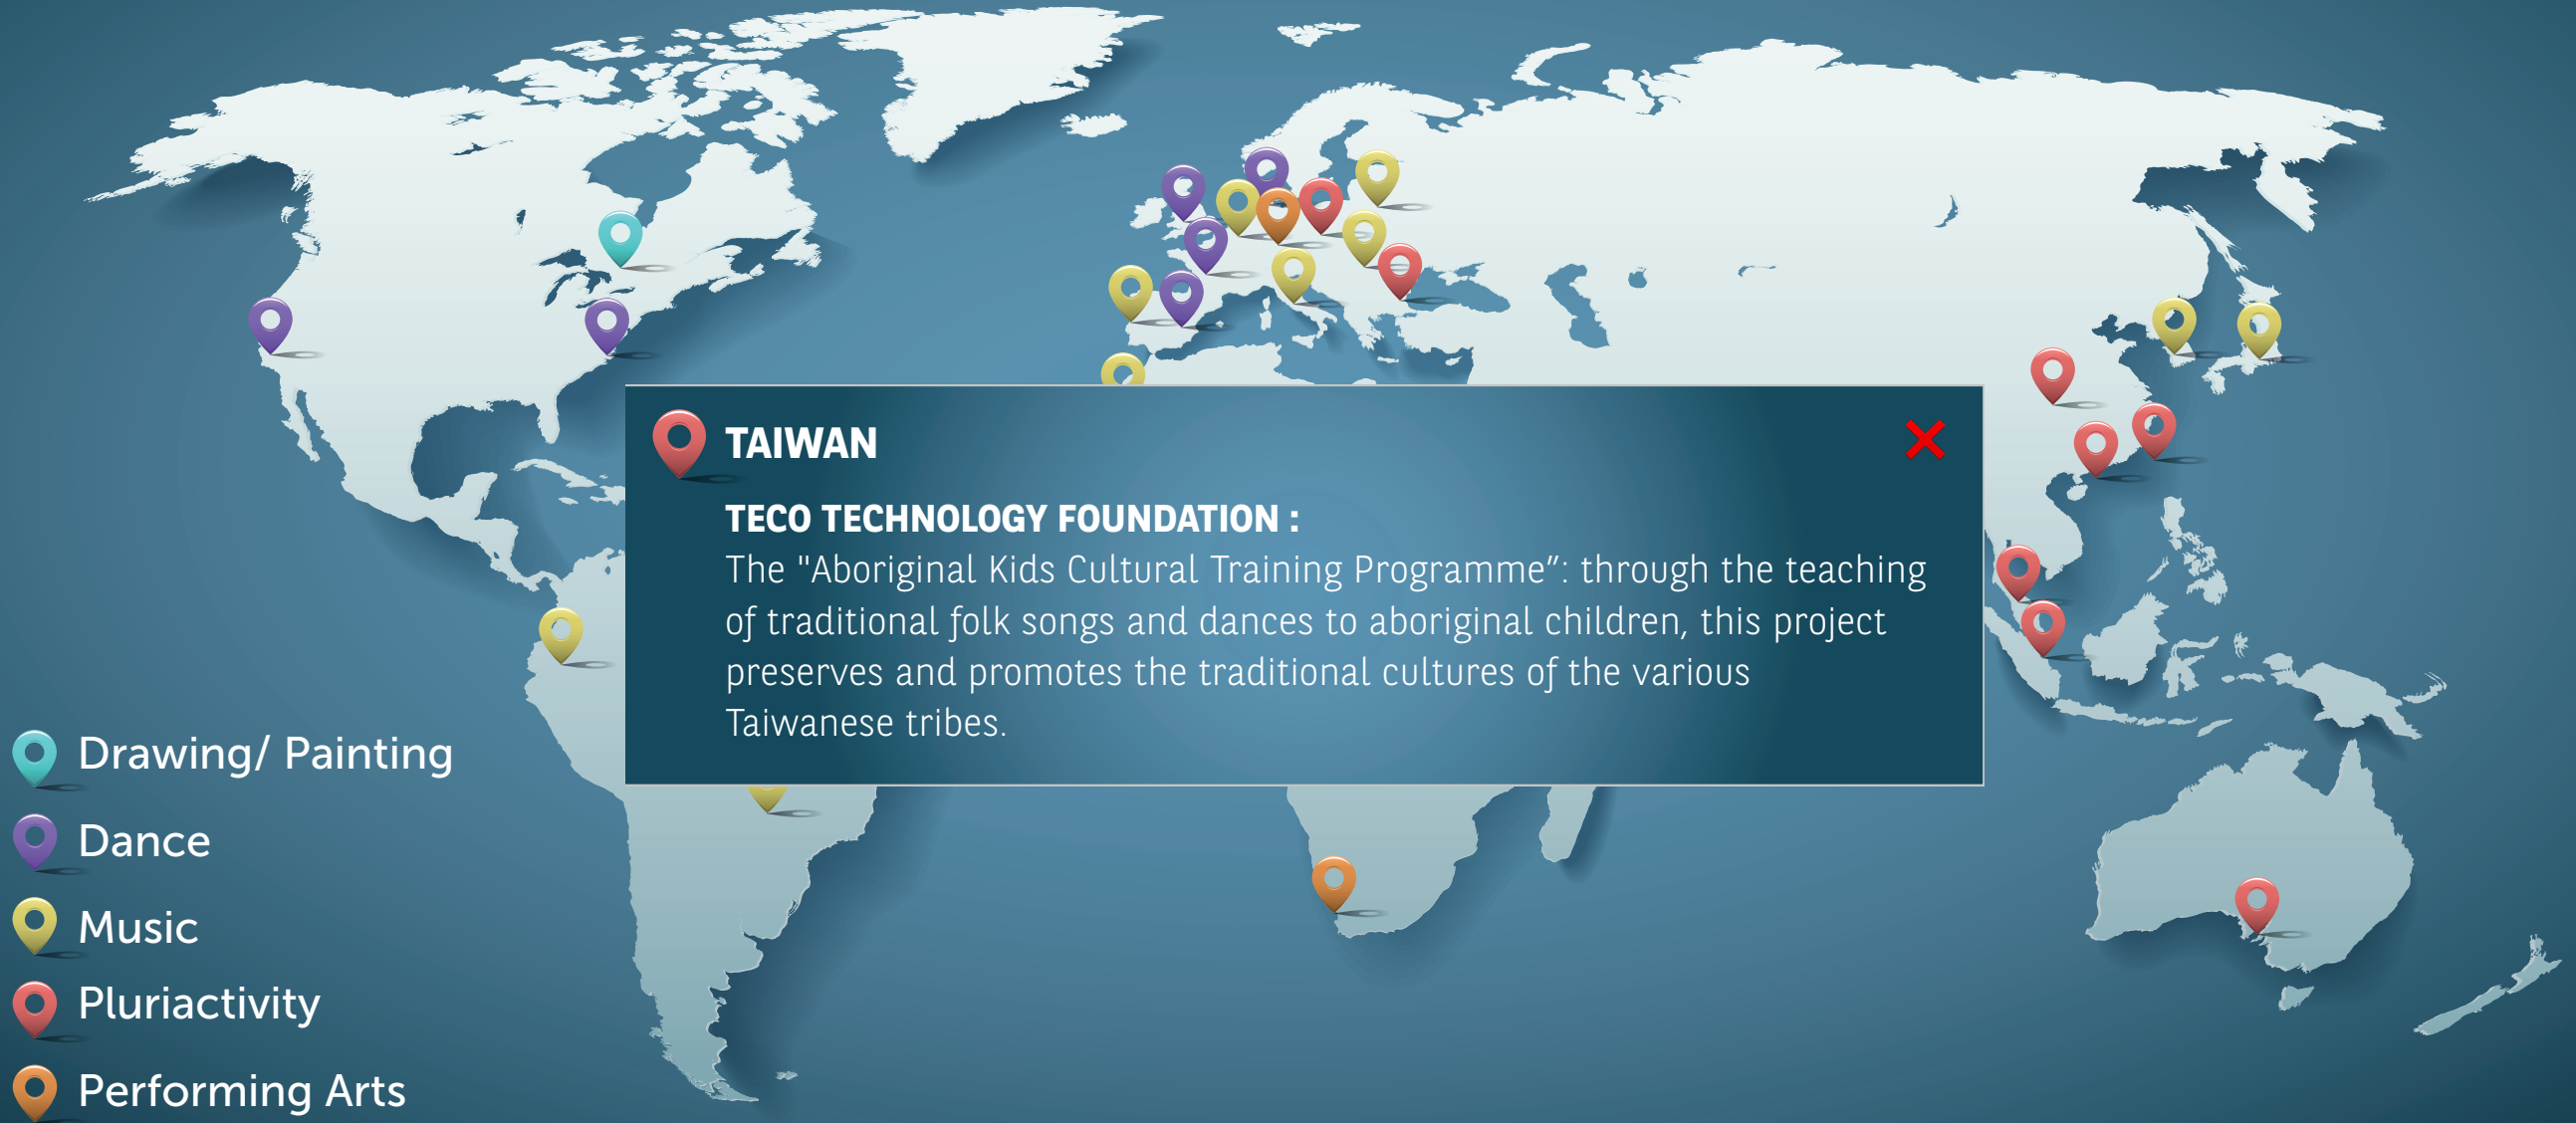 TAIWAN
TECO TECHNOLOGY FOUNDATION :
The "Aboriginal Kids Cultural Training Programme”: through the teaching
of traditional folk songs and dances to aboriginal children, this project
preserves and promotes the traditional cultures of the various
Taiwanese tribes.
Drawing/ Painting
Dance
Music
Pluriactivity
Performing Arts